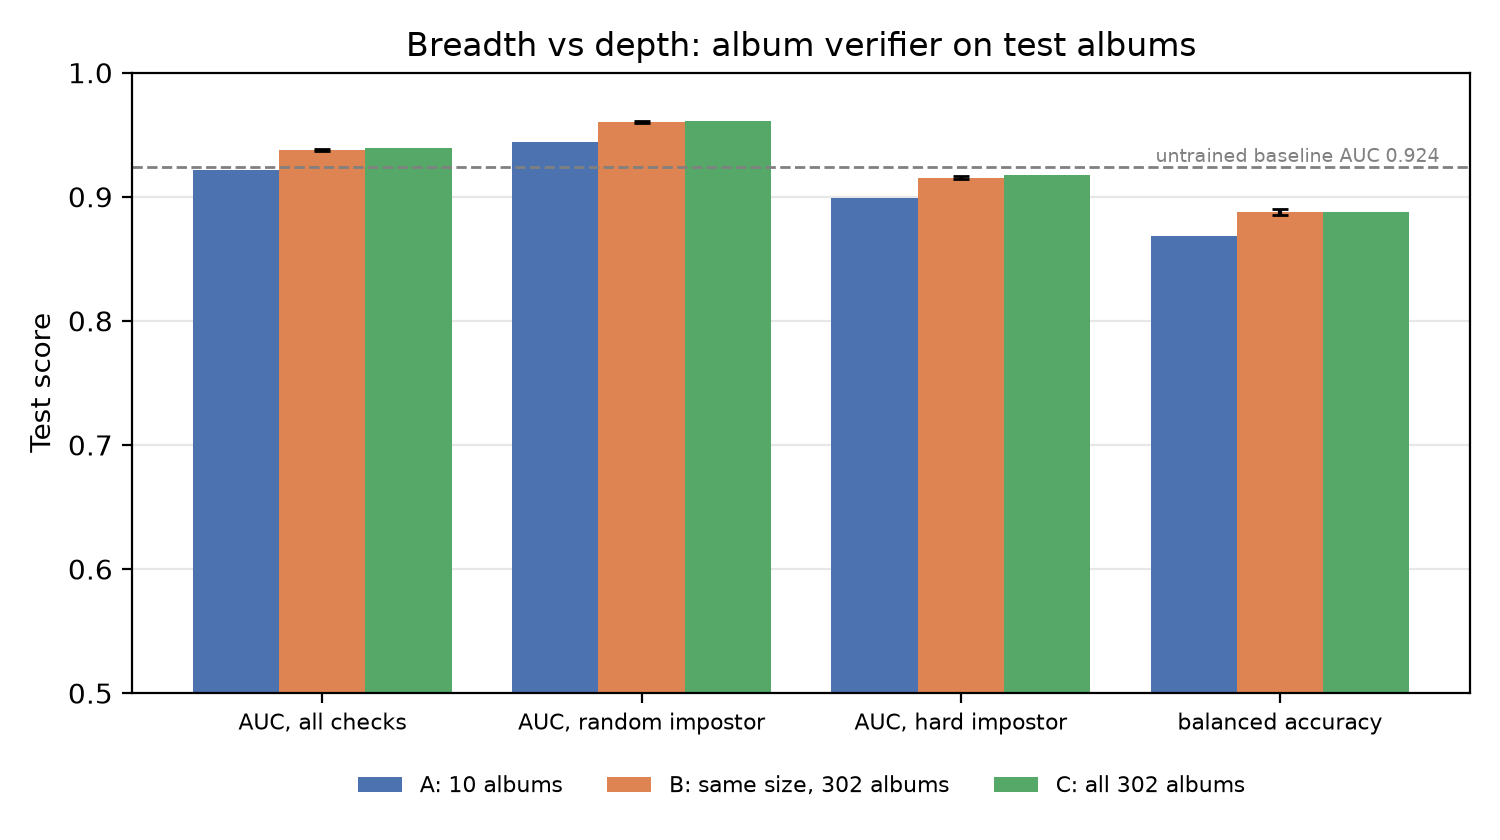 Breadth vs depth: album verifier on test albums
1.0
0.9
0.8
0.7
0.6
0.5
Test score
untrained baseline AUC 0.924
AUC, all checks
AUC, random impostor
AUC, hard impostor
balanced accuracy
A: 10 albums
B: same size, 302 albums
C: all 302 albums